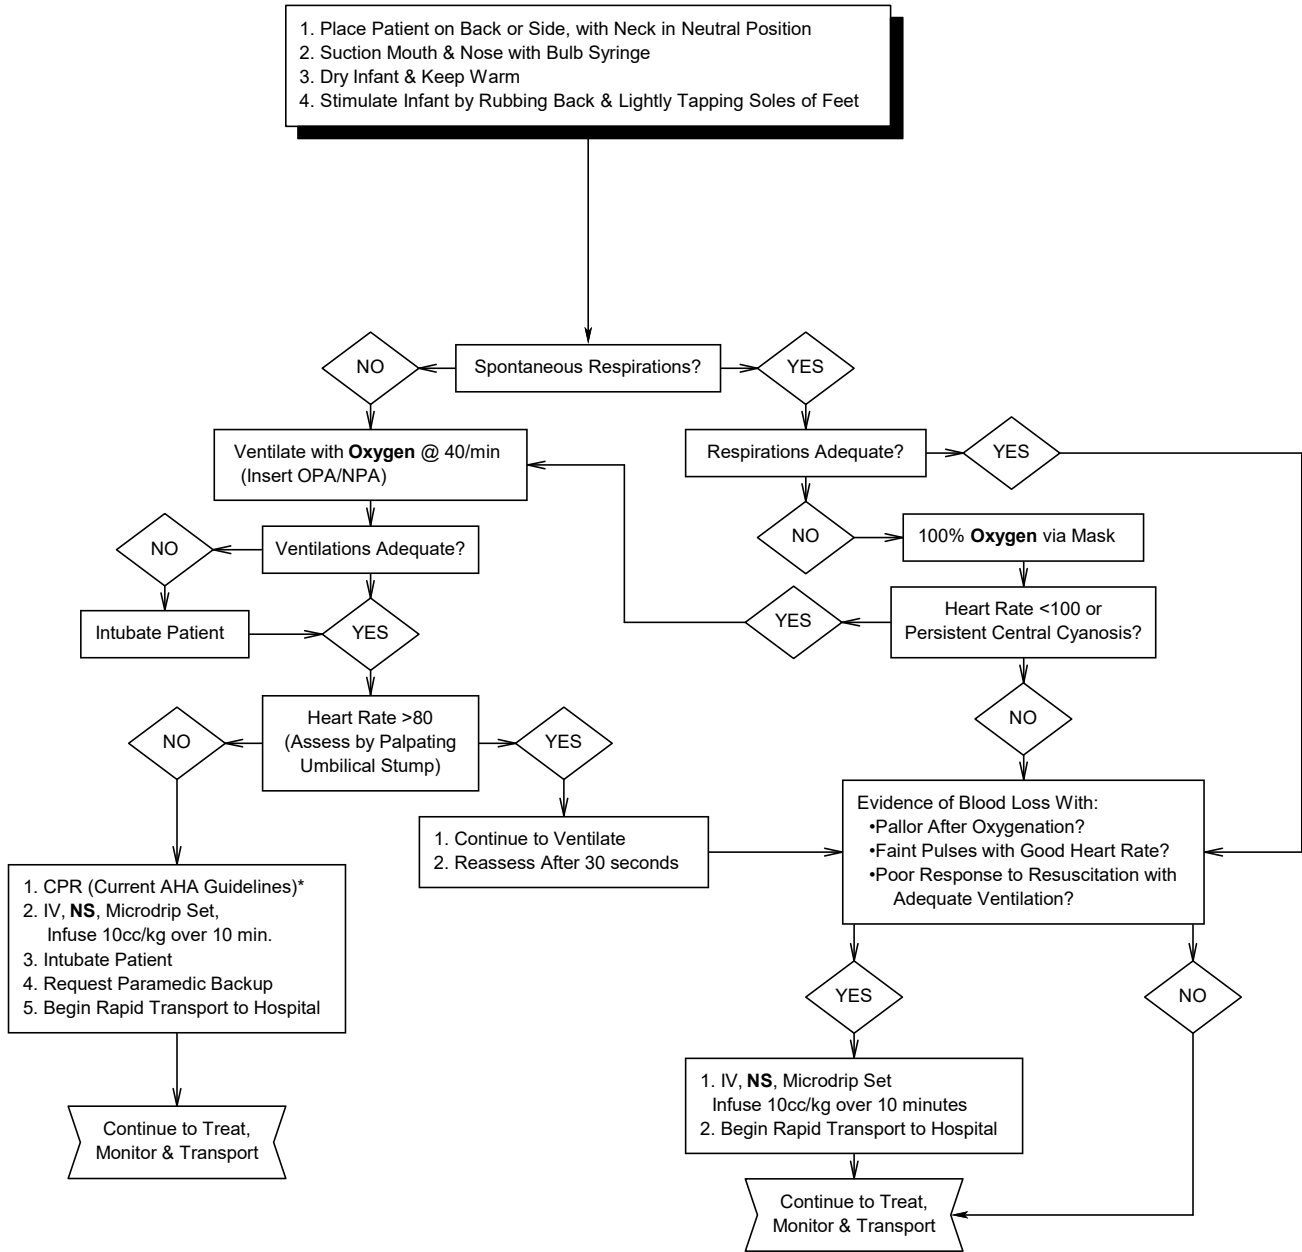 1. Place Patient on Back or Side, with Neck in Neutral Position
2. Suction Mouth & Nose with Bulb Syringe
3. Dry Infant & Keep Warm
4. Stimulate Infant by Rubbing Back & Lightly Tapping Soles of Feet
NO
Spontaneous Respirations?
YES
Ventilate with Oxygen @ 40/min
(Insert OPA/NPA)
Respirations Adequate?
YES
NO
Ventilations Adequate?
NO
100% Oxygen via Mask
Intubate Patient
YES
YES
Heart Rate <100 or
Persistent Central Cyanosis?
NO
Heart Rate >80
(Assess by Palpating
Umbilical Stump)
YES
NO
1. Continue to Ventilate
2. Reassess After 30 seconds
Evidence of Blood Loss With:
•Pallor After Oxygenation?
•Faint Pulses with Good Heart Rate?
•Poor Response to Resuscitation with
Adequate Ventilation?
1. CPR (Current AHA Guidelines)*
2. IV, NS, Microdrip Set,
Infuse 10cc/kg over 10 min.
3. Intubate Patient
4. Request Paramedic Backup
5. Begin Rapid Transport to Hospital
YES
NO
1. IV, NS, Microdrip Set
Infuse 10cc/kg over 10 minutes
2. Begin Rapid Transport to Hospital
Continue to Treat,
Monitor & Transport
Continue to Treat,
Monitor & Transport